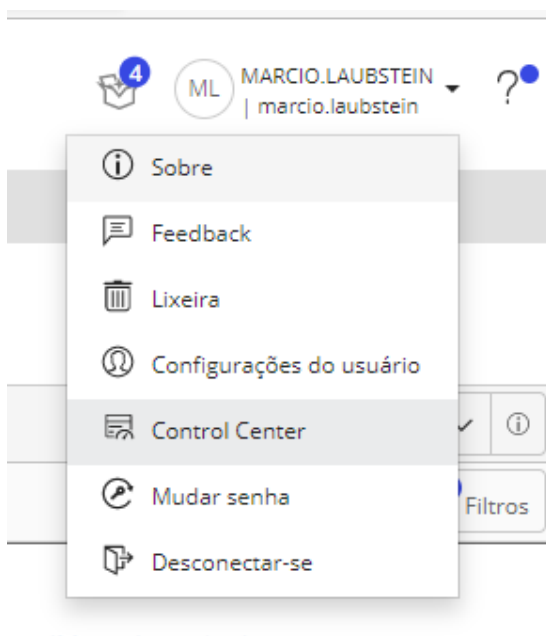 4
ML
MARCIO.LAUBSTEIN
| marcio.laubstein
?
Sobre
Feedback
Lixeira
Configurações do usuário
Control Center
Mudar senha
Filtros
Desconectar-se